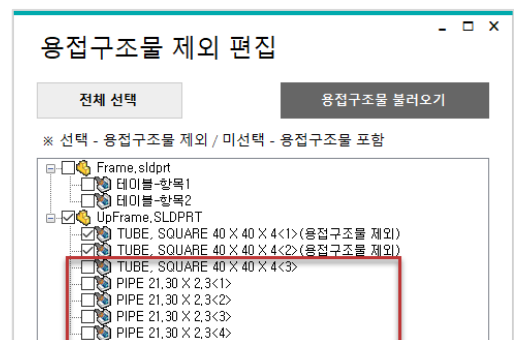 용접구조물 제외 편집
전체 선택
용접구조물 불러오기
※ 선택 - 용접구조물 제외 / 미선택 - 용접구조물 포함
Frame.sldprt
테이블-항목1
테이블-항목2
UpFrame.SLDPRT
TUBE, SQUARE 40 X 40 X 4<1>(용접구조물 제외)
TUBE, SQUARE 40 X 40 X 4<2>(용접구조물 제외)
TUBE, SQUARE 40 X 40 X 4<3>
PIPE 21,30 X 2,3<1>
PIPE 21,30 X 2,3<2>
PIPE 21,30 X 2,3<3>
PIPE 21,30 X 2,3<4>